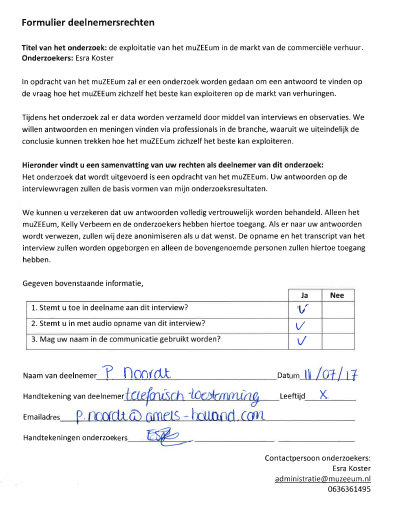 Formulier deelnemersrechten
Titel van het onderzoek: de exploitatie van het muZEEum in de markt van de commerciële verhuur.
Onderzoekers: Esra Koster
In opdracht van het muZEEum zal er een onderzoek worden gedaan om een antwoord te vinden op
de vraag hoe het muZEEum zichzelf het beste kan exploiteren op de markt van verhuringen.
Tijdens het onderzoek zal er data worden verzameld door middel van interviews en observaties. We
willen antwoorden en meningen vinden via professionals in de branche, waaruit we uiteindelijk de
conclusie kunnen trekken hoe het muZEEum zichzelf het beste kan exploiteren.
Hieronder vindt u een samenvatting van uw rechten als deelnemer van dit onderzoek:
Het onderzoek dat wordt uitgevoerd is een opdracht van het muZEEum. Uw antwoorden op de
interviewvragen zullen de basis vormen van mijn onderzoeksresultaten.
We kunnen u verzekeren dat uw antwoorden volledig vertrouwelijk worden behandeld. Alleen het
muZEEum, Kelly Verbeem en de onderzoekers hebben hiertoe toegang. Als er naar uw antwoorden
wordt verwezen, zullen wij deze anonimiseren als u dat wenst. De opname en het transcript van het
interview zullen worden opgeborgen en alleen de bovengenoemde personen zullen hiertoe toegang
hebben.
Gegeven bovenstaande informatie,
Ja Nee
1. Stemt u toe in deelname aan dit interview? V
2. Stemt u in met audio opname van dit interview? V
3. Mag uw naam in de communicatie gebruikt worden? V
Naam van deelnemer P. Noordt Datum 11/07/17
Handtekening van deelnemer telefonisch toestemming Leeftijd X
Emailadres p.noordt@amels-holland.com
Handtekeningen onderzoekers
Contactpersoon onderzoekers:
Esra Koster
administratie@muzeeum.nl
0636361495